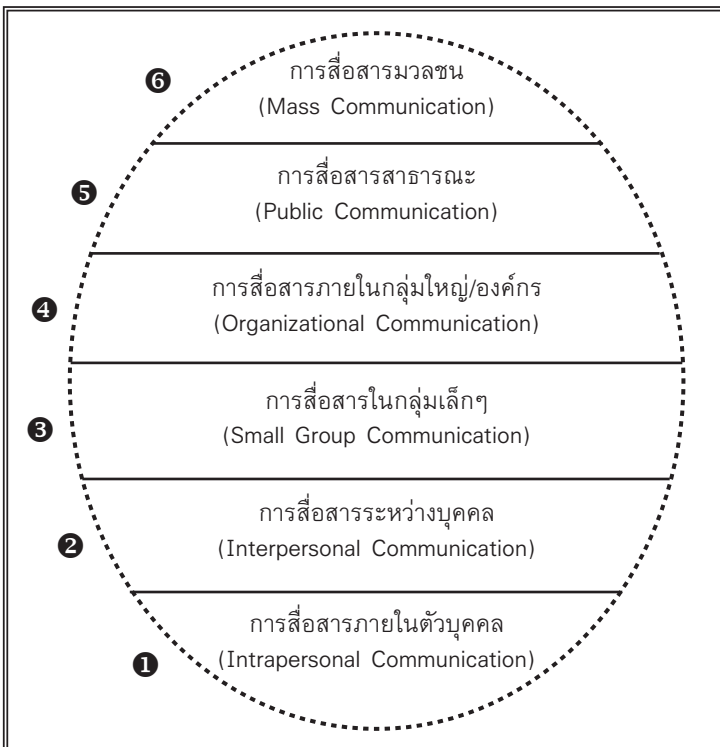 ❻
การสื่อสารมวลชน
(Mass Communication)
❺
การสื่อสารสาธารณะ
(Public Communication)
❹
การสื่อสารภายในกลุ่มใหญ่/องค์กร
(Organizational Communication)
❸
การสื่อสารในกลุ่มเล็กๆ
(Small Group Communication)
❷
การสื่อสารระหว่างบุคคล
(Interpersonal Communication)
❶
การสื่อสารภายในตัวบุคคล
(Intrapersonal Communication)